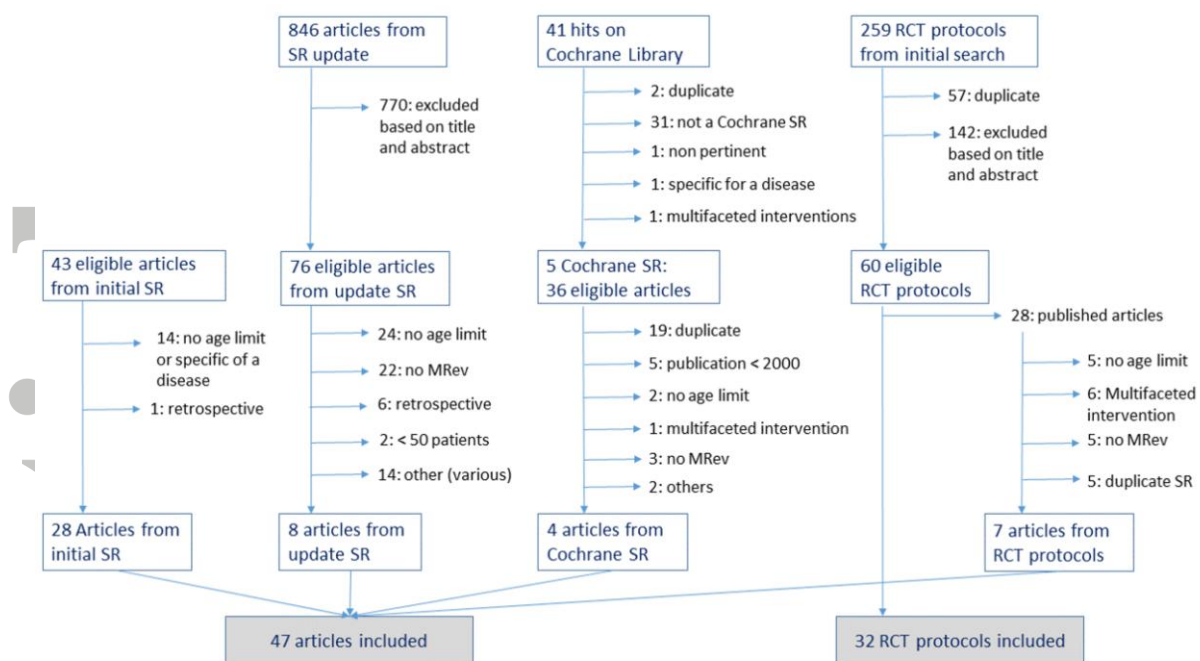 846 articles from
SR update
41 hits on
Cochrane Library
259 RCT protocols
from initial search
770: excluded
based on title
and abstract
2: duplicate
31: not a Cochrane SR
1: non pertinent
1: specific for a disease
1: multifaceted interventions
57: duplicate
142: excluded
based on title
and abstract
43 eligible articles
from initial SR
76 eligible articles
from update SR
5 Cochrane SR:
36 eligible articles
60 eligible
RCT protocols
14: no age limit
or specific of a
disease
1: retrospective
24: no age limit
22: no MRev
6: retrospective
2: < 50 patients
14: other (various)
19: duplicate
5: publication < 2000
2: no age limit
1: multifaceted intervention
3: no MRev
2: others
28: published articles
5: no age limit
6: Multifaceted
intervention
5: no MRev
5: duplicate SR
28 Articles from
initial SR
8 articles from
update SR
4 articles from
Cochrane SR
7 articles from
RCT protocols
47 articles included
32 RCT protocols included